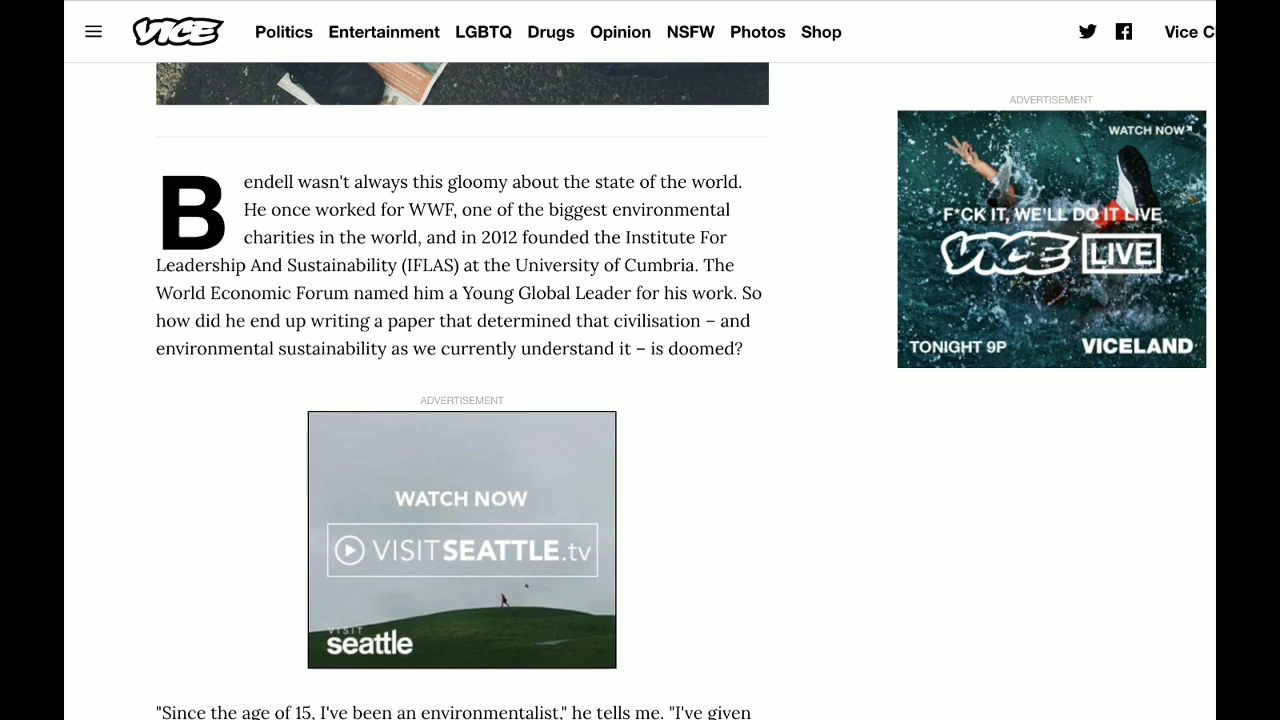 VICE
Politics Entertainment LGBTQ Drugs Opinion NSFW Photos Shop
Vice C
Bendell wasn't always this gloomy about the state of the world.
He once worked for WWF, one of the biggest environmental
charities in the world, and in 2012 founded the Institute For
Leadership And Sustainability (IFLAS) at the University of Cumbria. The
World Economic Forum named him a Young Global Leader for his work. So
how did he end up writing a paper that determined that civilisation – and
environmental sustainability as we currently understand it – is doomed?
ADVERTISEMENT
WATCH NOW
VISITSEATTLE.tv
VISIT
seattle
"Since the age of 15, I've been an environmentalist," he tells me. "I've given
ADVERTISEMENT
WATCH NOW
F*CK IT, WE'LL DO IT LIVE
VICE LIVE
TONIGHT 9P
VICELAND